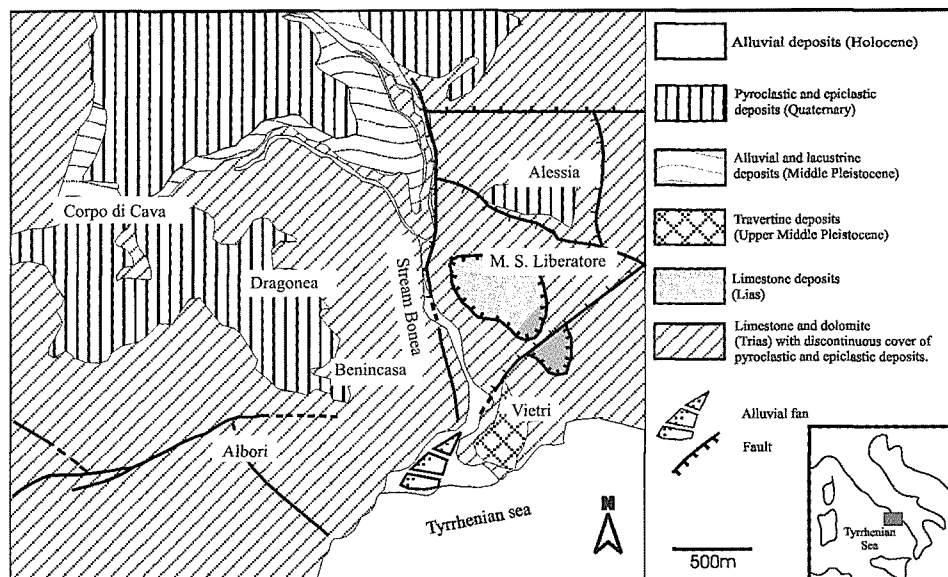 Corpo di Cava
Dragonea
Benincasa
Albori
Stream Bonea
Alessia
M. S. Liberatore
Vietri
Tyrrhenian sea
N
Alluvial deposits (Holocene)
Pyroclastic and epiclastic
deposits (Quaternary)
Alluvial and lacustrine
deposits (Middle Pleistocene)
Travertine deposits
(Upper Middle Pleistocene)
Limestone deposits
(Lias)
Limestone and dolomite
(Trias) with discontinuous cover of
pyroclastic and epiclastic deposits.
Alluvial fan
Fault
500m
Tyrrhenian
Sea